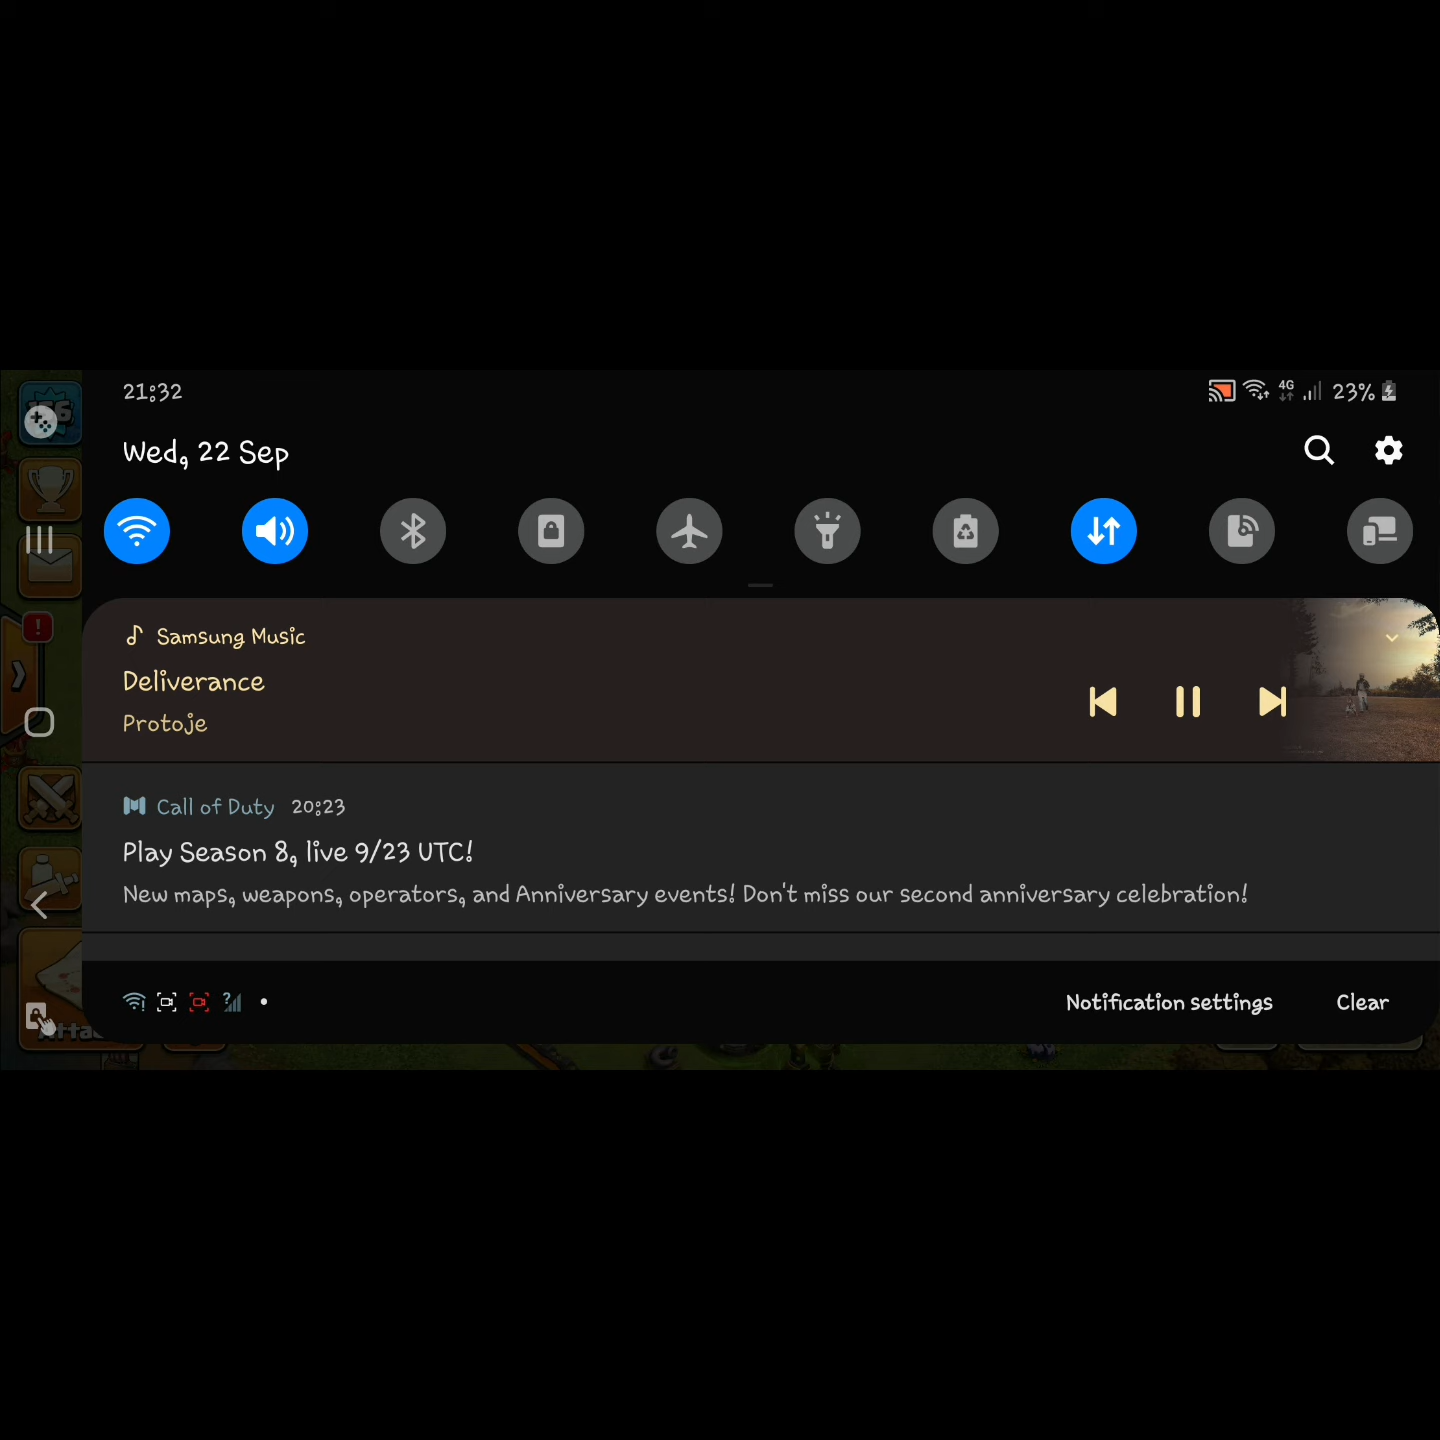 21:32
4G 23%
Wed, 22 Sep
Samsung Music
Deliverance
Protoje
Call of Duty 20:23
Play Season 8, live 9/23 UTC!
New maps, weapons, operators, and Anniversary events! Don't miss our second anniversary celebration!
Notification settings Clear